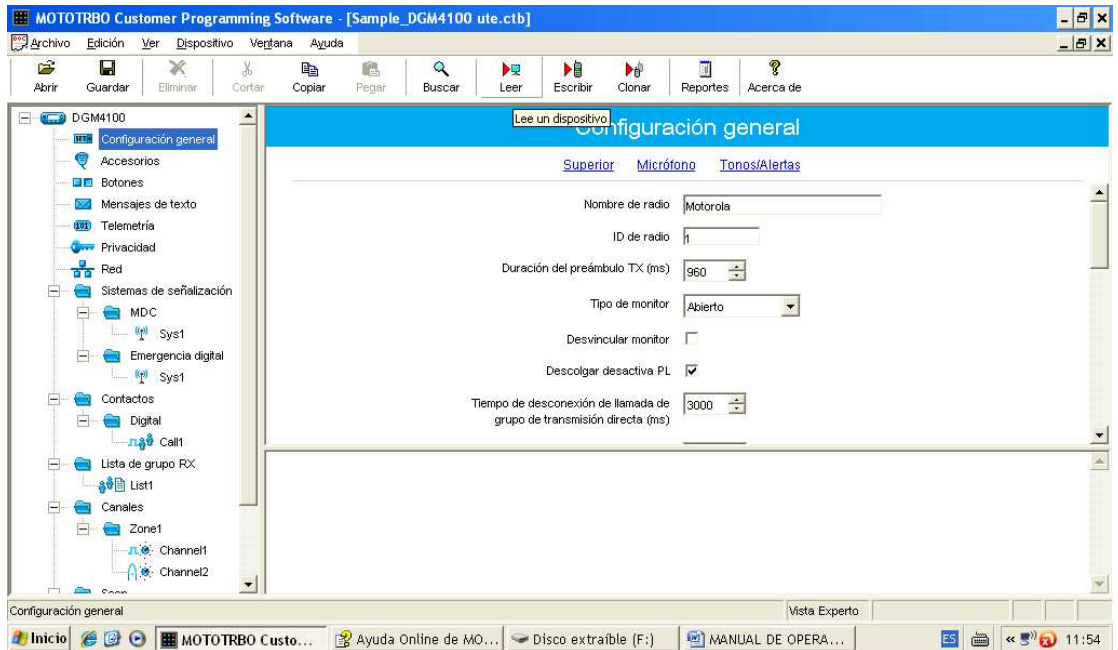 MOTOTRBO Customer Programming Software - [Sample_DGM4100 ute.ctb]
Archivo Edición Ver Dispositivo Ventana Ayuda
Abrir Guardar Eliminar Cortar Copiar Pegar Buscar Leer Escribir Clonar Reportes Acerca de
Lee un dispositivo
DGM4100
Configuración general
Accesorios
Botones
Mensajes de texto
Telemetría
Privacidad
Red
Sistemas de señalización
MDC
Sys1
Emergencia digital
Sys1
Contactos
Digital
Call1
Lista de grupo RX
List1
Canales
Zone1
Channel1
Channel2
Scan
Configuración general
Superior Micrófono Tonos/Alertas
Nombre de radio Motorola
ID de radio 1
Duración del preámbulo TX (ms) 960
Tipo de monitor Abierto
Desvincular monitor
Descolgar desactiva PL
Tiempo de desconexión de llamada de 3000
grupo de transmisión directa (ms)
Configuración general Vista Experto
Inicio MOTOTRBO Custo... Ayuda Online de MO... Disco extraíble (F:) MANUAL DE OPERA... ES 11:54